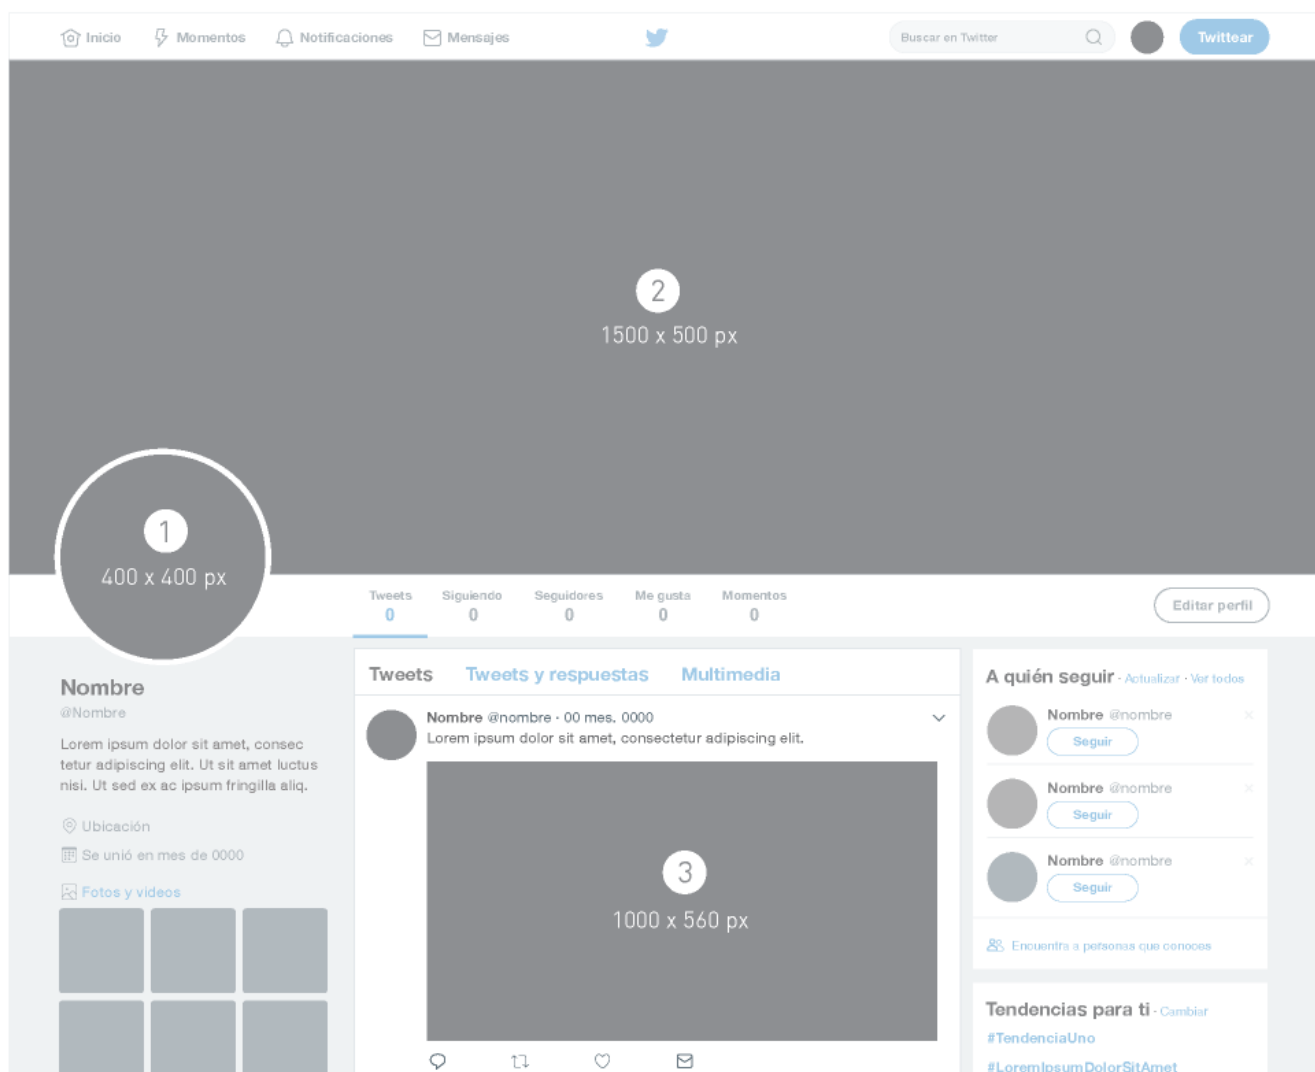 Inicio Momentos Notificaciones Mensajes Buscar en Twitter Twittear
2
1500 x 500 px
1
400 x 400 px
Tweets Siguiendo Seguidores Me gusta Momentos
0 0 0 0 0
Editar perfil
Nombre
@Nombre
Lorem ipsum dolor sit amet, consec
tetur adipiscing elit. Ut sit amet luctus
nisi. Ut sed ex ac ipsum fringilla aliq.
Ubicación
Se unió en mes de 0000
Fotos y videos
Tweets Tweets y respuestas Multimedia
Nombre @nombre · 00 mes. 0000
Lorem ipsum dolor sit amet, consectetur adipiscing elit.
3
1000 x 560 px
A quién seguir · Actualizar · Ver todos
Nombre @nombre
Seguir
Nombre @nombre
Seguir
Nombre @nombre
Seguir
Encuentra a personas que conoces
Tendencias para ti · Cambiar
#TendenciaUno
#LoremIpsumDolorSitAmet